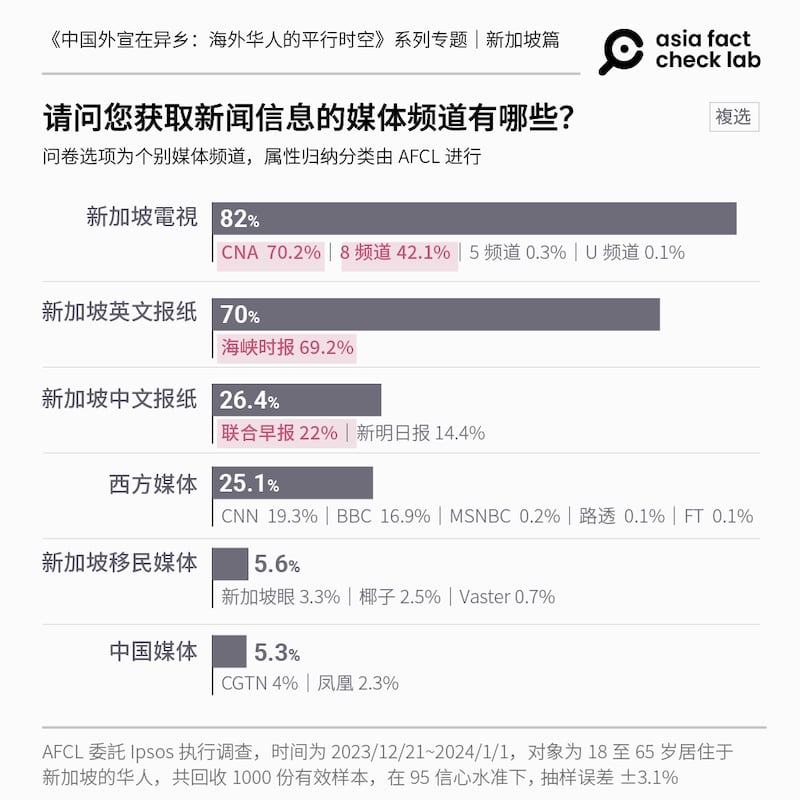 《中国外宣在异乡：海外华人的平行时空》系列专题｜新加坡篇
asia fact
check lab
请问您获取新闻信息的媒体频道有哪些?
複选
问卷选项为个别媒体频道，属性归纳分类由 AFCL 进行
新加坡電視
82%
CNA 70.2%｜8 频道 42.1%｜5 频道 0.3%｜U 频道 0.1%
新加坡英文报纸
70%
海峡时报 69.2%
新加坡中文报纸
26.4%
联合早报 22%｜新明日报 14.4%
西方媒体
25.1%
CNN 19.3%｜BBC 16.9%｜MSNBC 0.2%｜路透 0.1%｜FT 0.1%
新加坡移民媒体
5.6%
新加坡眼 3.3%｜椰子 2.5%｜Vaster 0.7%
中国媒体
5.3%
CGTN 4%｜凤凰 2.3%
AFCL 委託 Ipsos 执行调查，时间为 2023/12/21~2024/1/1，对象为 18 至 65 岁居住于
新加坡的华人，共回收 1000 份有效样本，在 95 信心水准下，抽样误差 ±3.1%